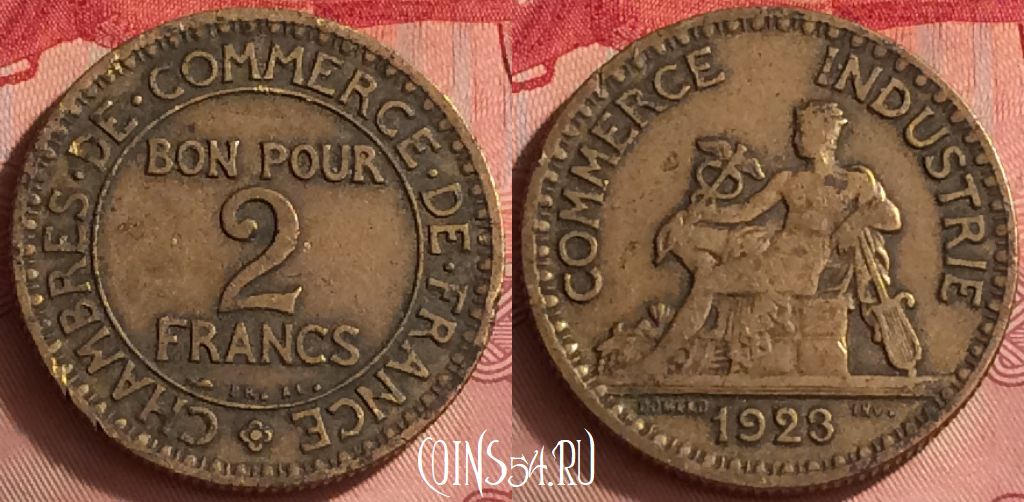 CHAMBRES·DE·COMMERCE·DE·FRANCE
BON POUR
2
FRANCS
COMMERCE INDUSTRIE
1923
COINS54.RU